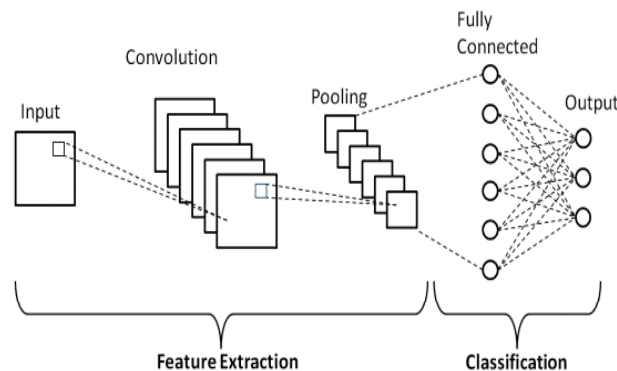 Input
Convolution
Pooling
Fully
Connected
Output
Feature Extraction
Classification